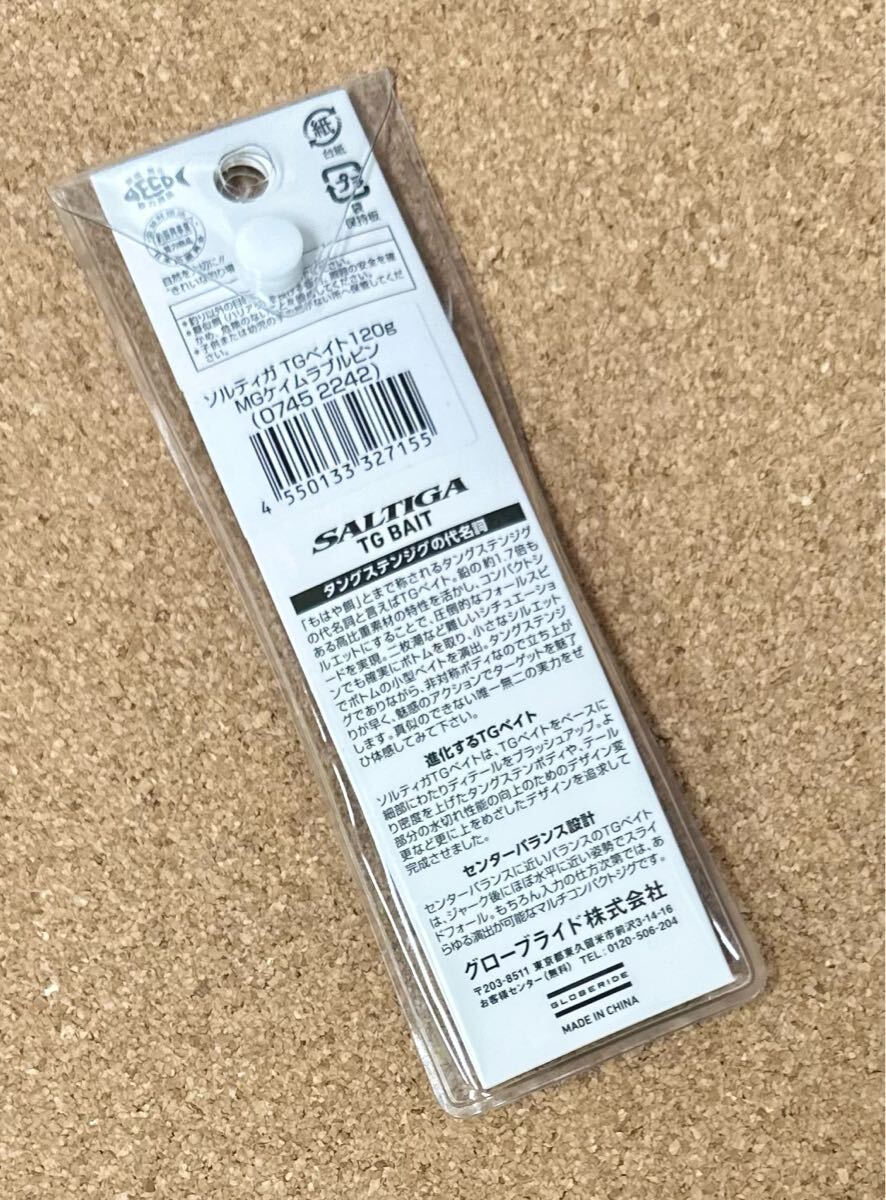 紙
台紙
プラ
袋
保持板
ECO
ソルティガ TGベイト120g
MGケイムラブルピン
(0745 2242)
4 550133 327155
SALTIGA
TG BAIT
タングステンジグの代名詞
「もはや餌」とまで称されるタングステンジグ
の代名詞と言えばTGベイト。鉛の約1.7倍も
ある高比重素材の特性を活かし、コンパクトシ
ルエットにすることで、圧倒的なフォールスピ
ードを実現。二枚潮など難しいシチュエーショ
ンでも確実にボトムを取り、小さなシルエット
でボトムの小型ベイトを演出。タングステンジ
グでありながら、非対称ボディなので立ち上が
りが早く、魅惑のアクションでターゲットを魅了
します。真似のできない唯一無二の実力をぜ
ひ体感してみて下さい。
進化するTGベイト
ソルティガTGベイトは、TGベイトをベースに
細部にわたりディテールをブラッシュアップ。よ
り密度を上げたタングステンボディや、テール
部分の水切れ性能の向上のためのデザイン変
更など更に上をめざしたデザインを追求して
完成させました。
センターバランス設計
センターバランスに近いバランスのTGベイト
は、ジャーク後にほぼ水平に近い姿勢でスライ
ドフォール。もちろん入力の仕方次第では、あ
らゆる演出が可能なマルチコンパクトジグです。
グローブライド株式会社
〒203-8511 東京都東久留米市前沢3-14-16
お客様センター(無料) TEL:0120-506-204
GLOBERIDE
MADE IN CHINA